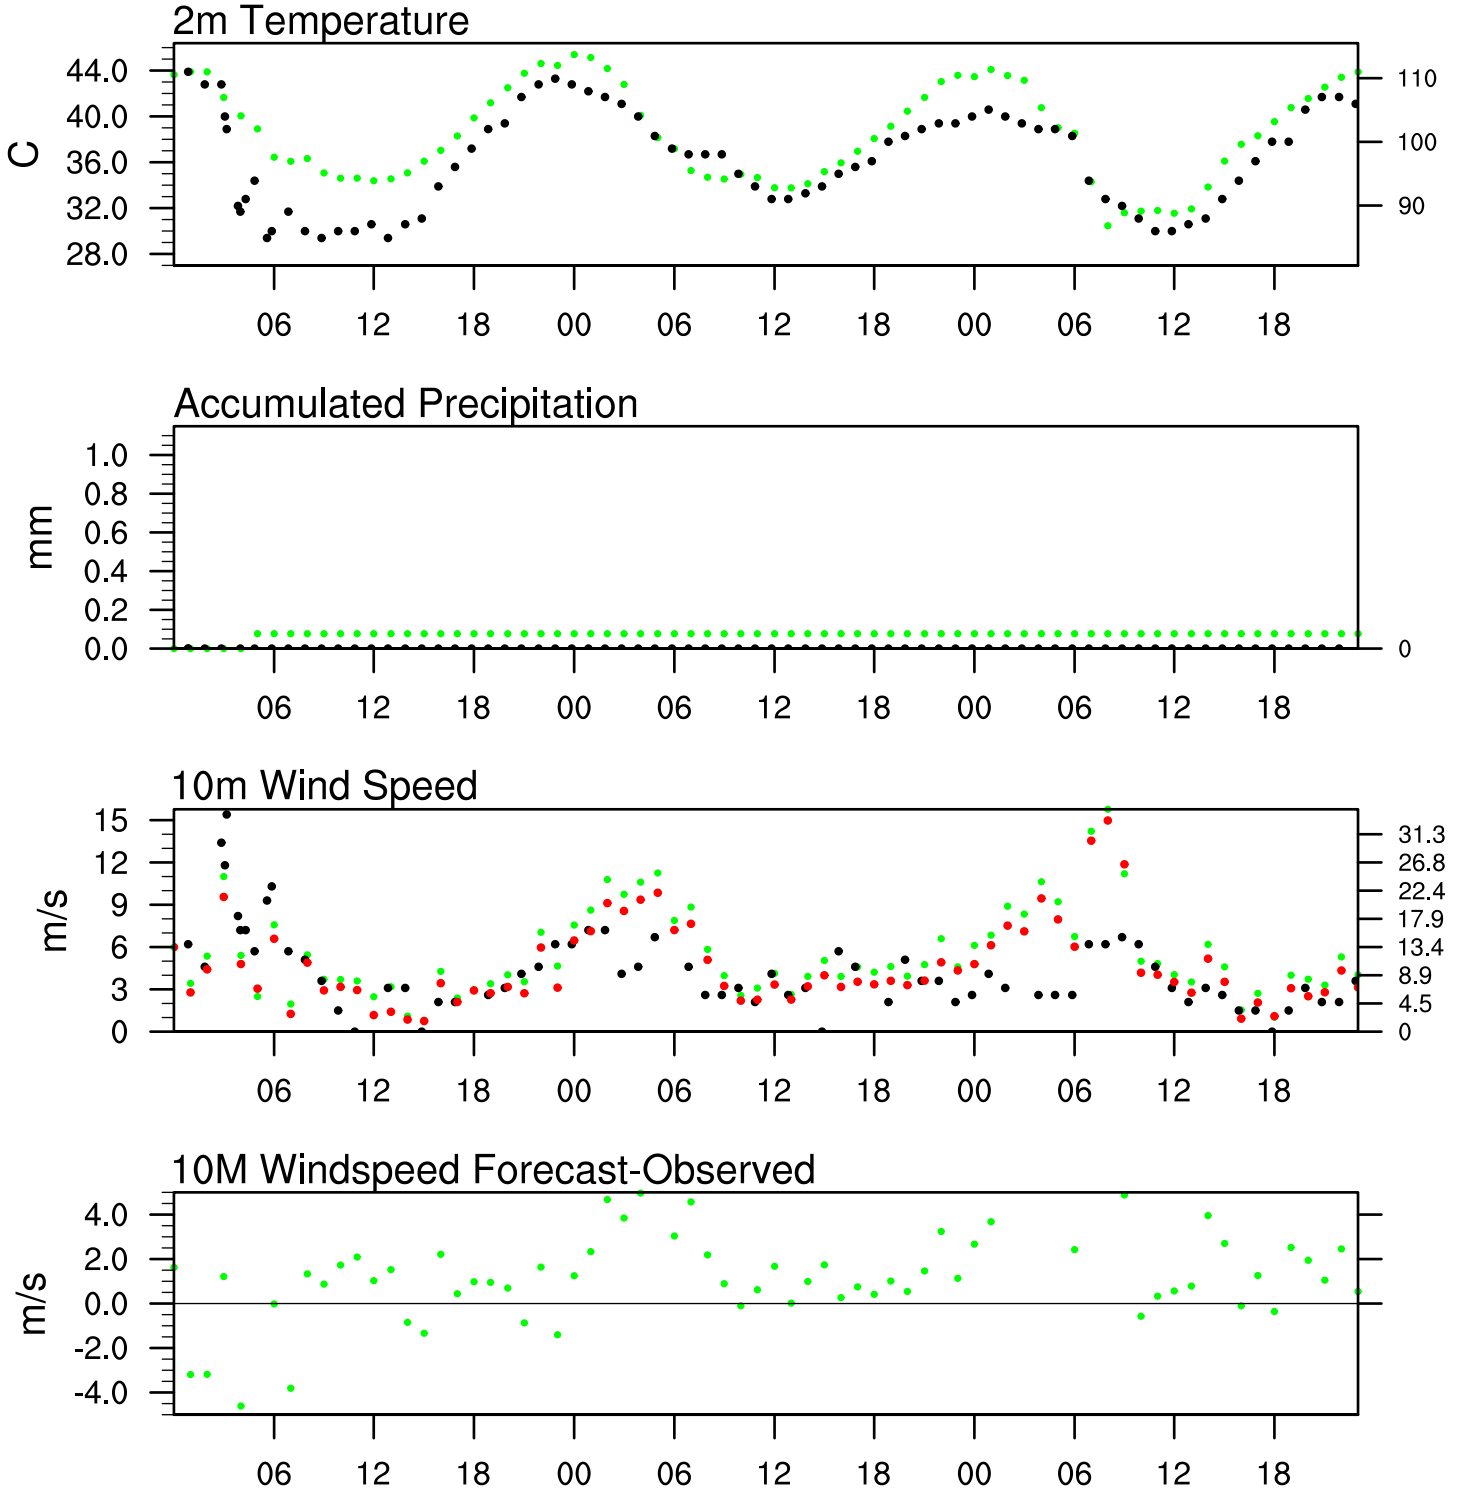 2m Temperature
44.0
40.0
36.0
32.0
28.0
C
110
100
90
06 12 18 00 06 12 18 00 06 12 18
Accumulated Precipitation
1.0
0.8
0.6
0.4
0.2
0.0
mm
0
06 12 18 00 06 12 18 00 06 12 18
10m Wind Speed
15
12
9
6
3
0
m/s
31.3
26.8
22.4
17.9
13.4
8.9
4.5
0
06 12 18 00 06 12 18 00 06 12 18
10M Windspeed Forecast-Observed
4.0
2.0
0.0
-2.0
-4.0
m/s
06 12 18 00 06 12 18 00 06 12 18